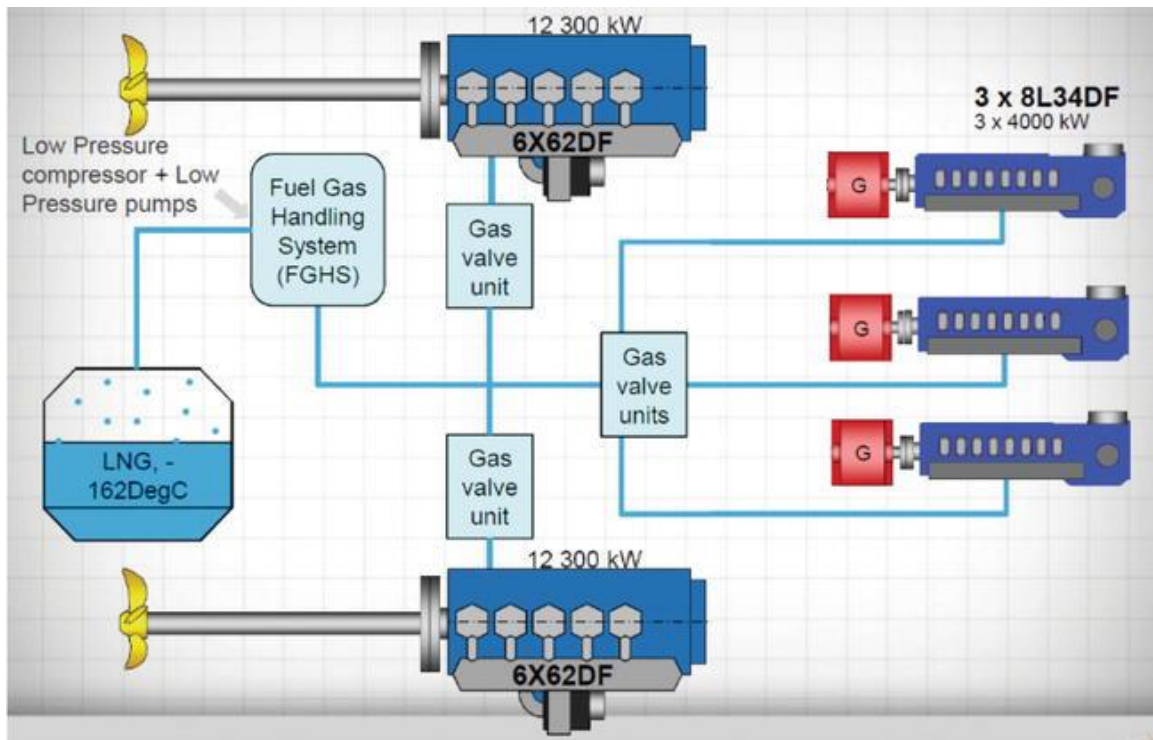 12 300 kW
6X62DF
3 x 8L34DF
3 x 4000 kW
Low Pressure
compressor + Low
Pressure pumps
Fuel Gas
Handling
System
(FGHS)
Gas
valve
unit
G
G
Gas
valve
units
G
LNG, -
162DegC
Gas
valve
unit
12 300 kW
6X62DF